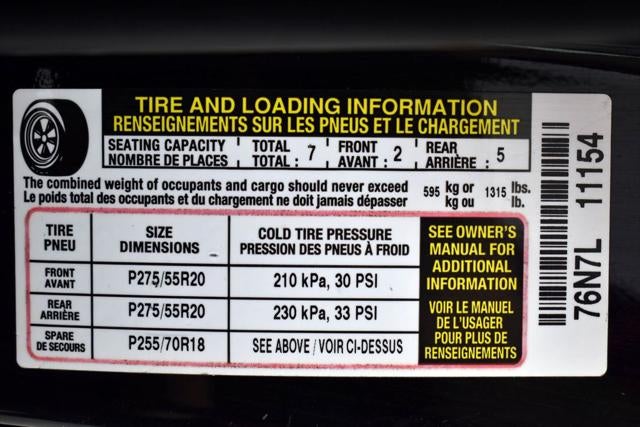 TIRE AND LOADING INFORMATION
RENSEIGNEMENTS SUR LES PNEUS ET LE CHARGEMENT
SEATING CAPACITY TOTAL FRONT REAR
NOMBRE DE PLACES TOTAL : 7 AVANT : 2 ARRIÈRE : 5
The combined weight of occupants and cargo should never exceed 595 kg or 1315 lbs.
Le poids total des occupants et du chargement ne doit jamais dépasser kg ou lb.
TIRE
PNEU
SIZE
DIMENSIONS
COLD TIRE PRESSURE
PRESSION DES PNEUS À FROID
FRONT
AVANT
P275/55R20
210 kPa, 30 PSI
REAR
ARRIÈRE
P275/55R20
230 kPa, 33 PSI
SPARE
DE SECOURS
P255/70R18
SEE ABOVE / VOIR CI-DESSUS
SEE OWNER'S
MANUAL FOR
ADDITIONAL
INFORMATION
VOIR LE MANUEL
DE L'USAGER
POUR PLUS DE
RENSEIGNEMENTS
76N7L 11154